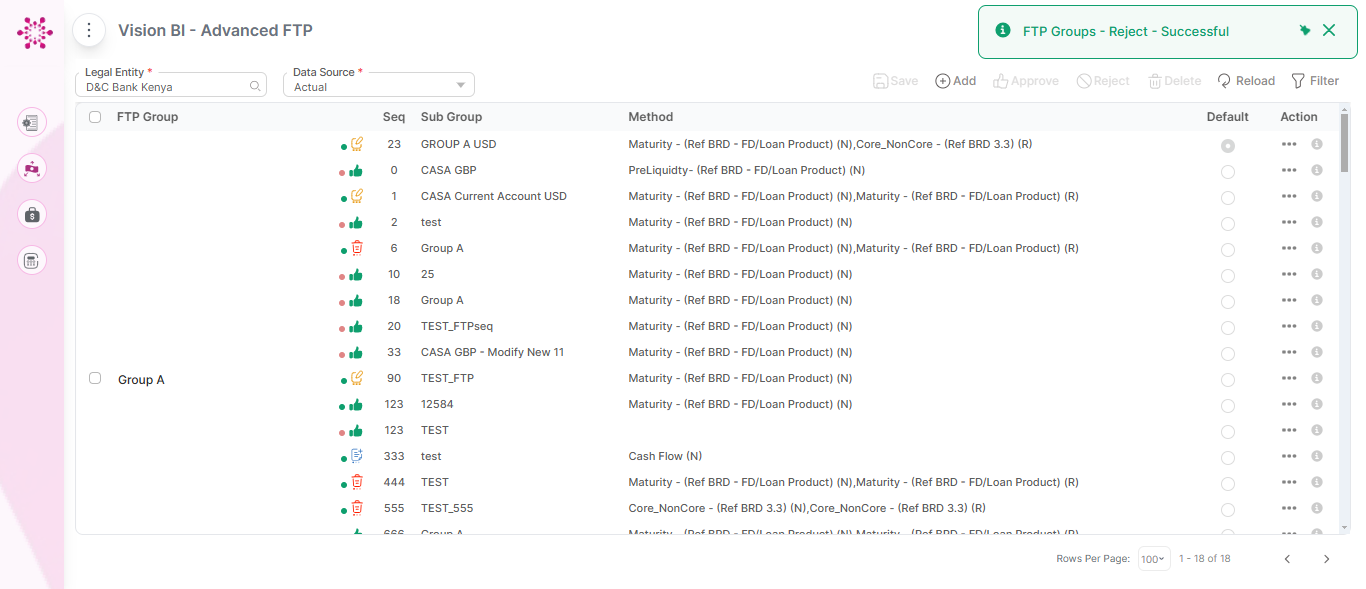 Vision BI - Advanced FTP
FTP Groups - Reject - Successful
Legal Entity *
D&C Bank Kenya
Data Source *
Actual
Save Add Approve Reject Delete Reload Filter
FTP Group Seq Sub Group Method Default Action
23 GROUP A USD Maturity - (Ref BRD - FD/Loan Product) (N),Core_NonCore - (Ref BRD 3.3) (R)
0 CASA GBP PreLiquidty- (Ref BRD - FD/Loan Product) (N)
1 CASA Current Account USD Maturity - (Ref BRD - FD/Loan Product) (N),Maturity - (Ref BRD - FD/Loan Product) (R)
2 test Maturity - (Ref BRD - FD/Loan Product) (N)
6 Group A Maturity - (Ref BRD - FD/Loan Product) (N),Maturity - (Ref BRD - FD/Loan Product) (R)
10 25 Maturity - (Ref BRD - FD/Loan Product) (N)
18 Group A Maturity - (Ref BRD - FD/Loan Product) (N)
20 TEST_FTPseq Maturity - (Ref BRD - FD/Loan Product) (N)
33 CASA GBP - Modify New 11 Maturity - (Ref BRD - FD/Loan Product) (N)
Group A 90 TEST_FTP Maturity - (Ref BRD - FD/Loan Product) (N)
123 12584 Maturity - (Ref BRD - FD/Loan Product) (N)
123 TEST
333 test Cash Flow (N)
444 TEST Maturity - (Ref BRD - FD/Loan Product) (N),Maturity - (Ref BRD - FD/Loan Product) (R)
555 TEST_555 Core_NonCore - (Ref BRD 3.3) (N),Core_NonCore - (Ref BRD 3.3) (R)
666 Group A Maturity - (Ref BRD - FD/Loan Product) (N),Maturity - (Ref BRD - FD/Loan Product) (R)
Rows Per Page: 100 1 - 18 of 18